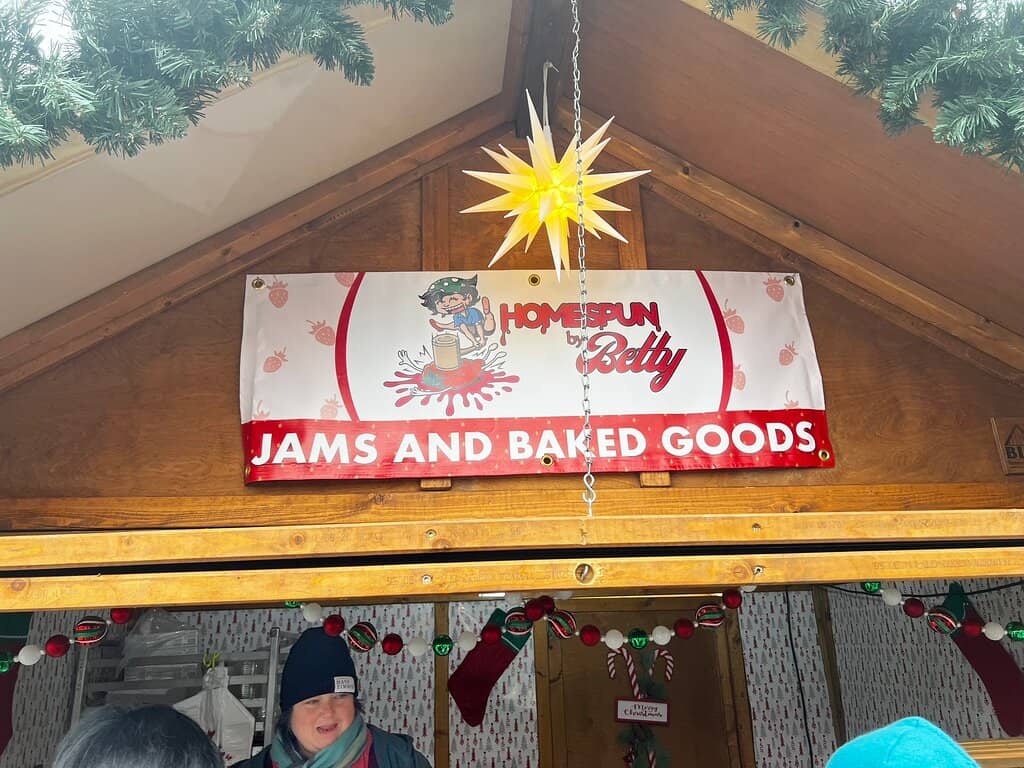 HOMESPUN
by Betty
JAMS AND BAKED GOODS
Merry
Christmas